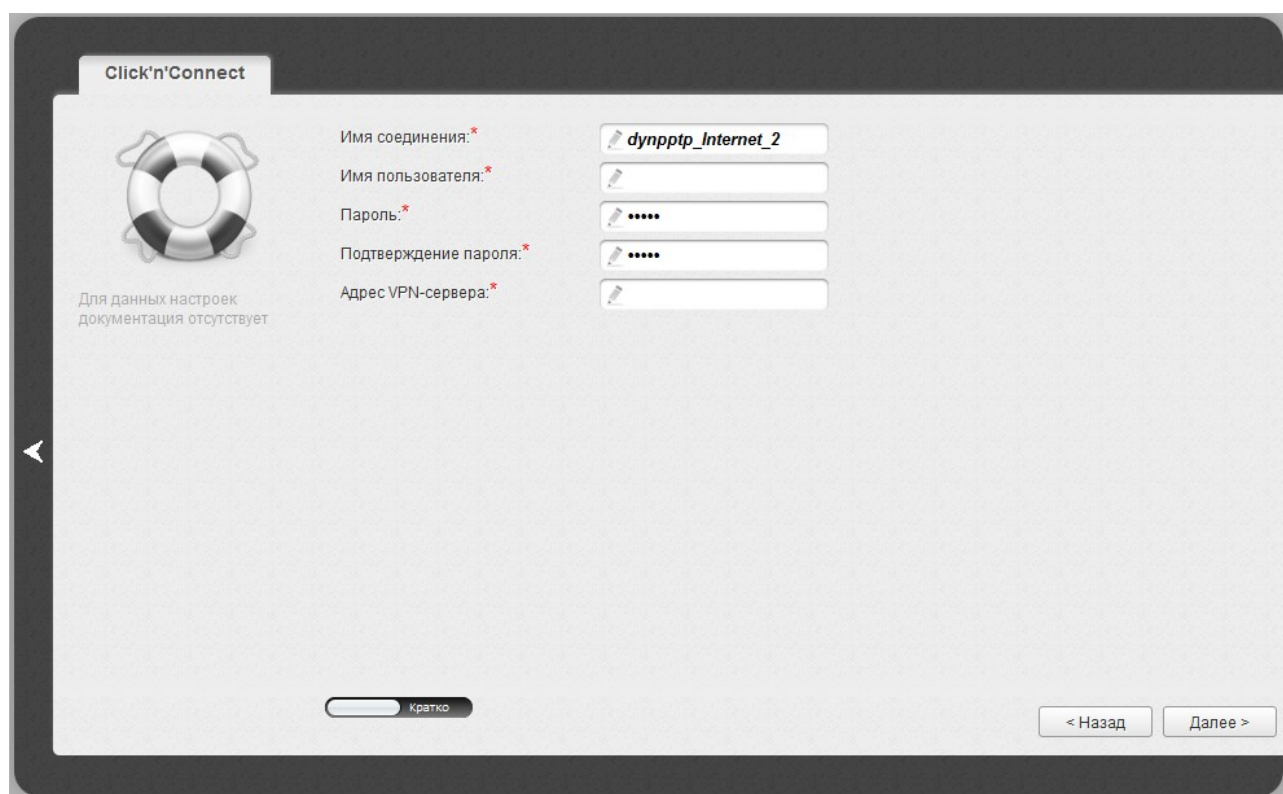 Click'n'Connect
Имя соединения:*
dynpptp_Internet_2
Имя пользователя:*
Пароль:*
•••••
Подтверждение пароля:*
•••••
Адрес VPN-сервера:*
Для данных настроек
документация отсутствует
Кратко
< Назад
Далее >